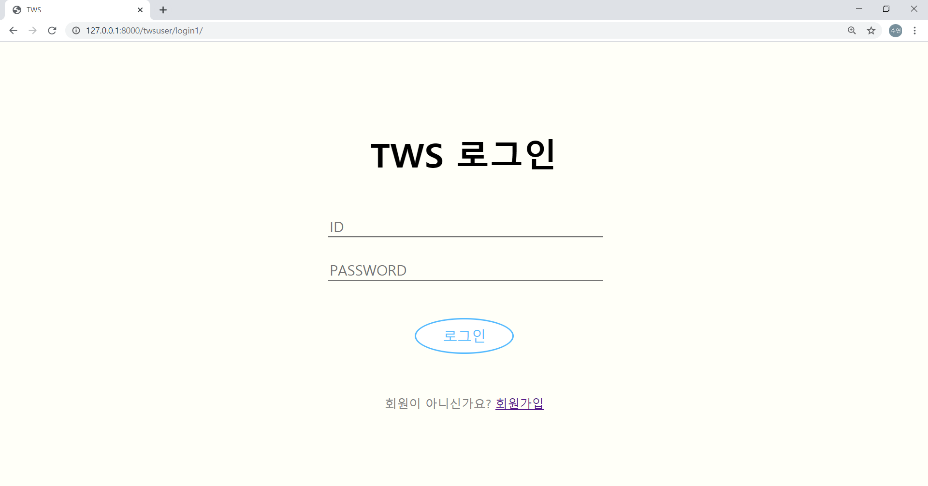 TWS
127.0.0.1:8000/twsuser/login1/
TWS 로그인
ID
PASSWORD
로그인
회원이 아니신가요? 회원가입